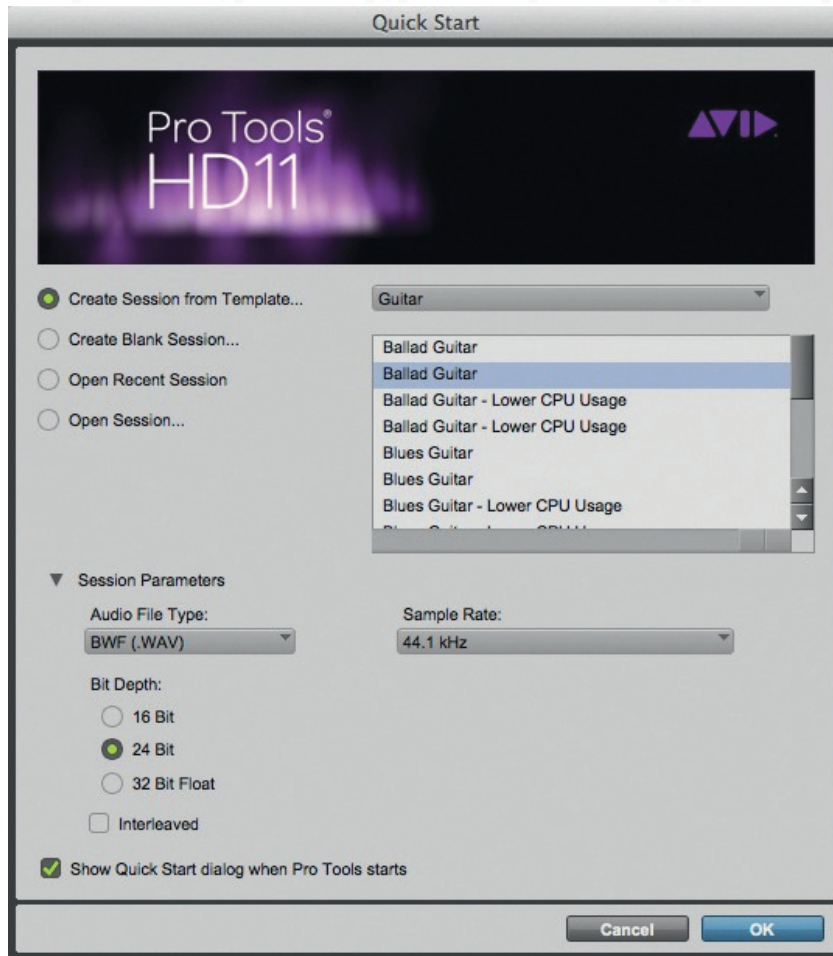 Quick Start
Pro Tools®
HD11
AVID
Create Session from Template...
Guitar
Create Blank Session...
Open Recent Session
Open Session...
Ballad Guitar
Ballad Guitar
Ballad Guitar - Lower CPU Usage
Ballad Guitar - Lower CPU Usage
Blues Guitar
Blues Guitar
Blues Guitar - Lower CPU Usage
Session Parameters
Audio File Type:
BWF (.WAV)
Sample Rate:
44.1 kHz
Bit Depth:
16 Bit
24 Bit
32 Bit Float
Interleaved
Show Quick Start dialog when Pro Tools starts
Cancel
OK